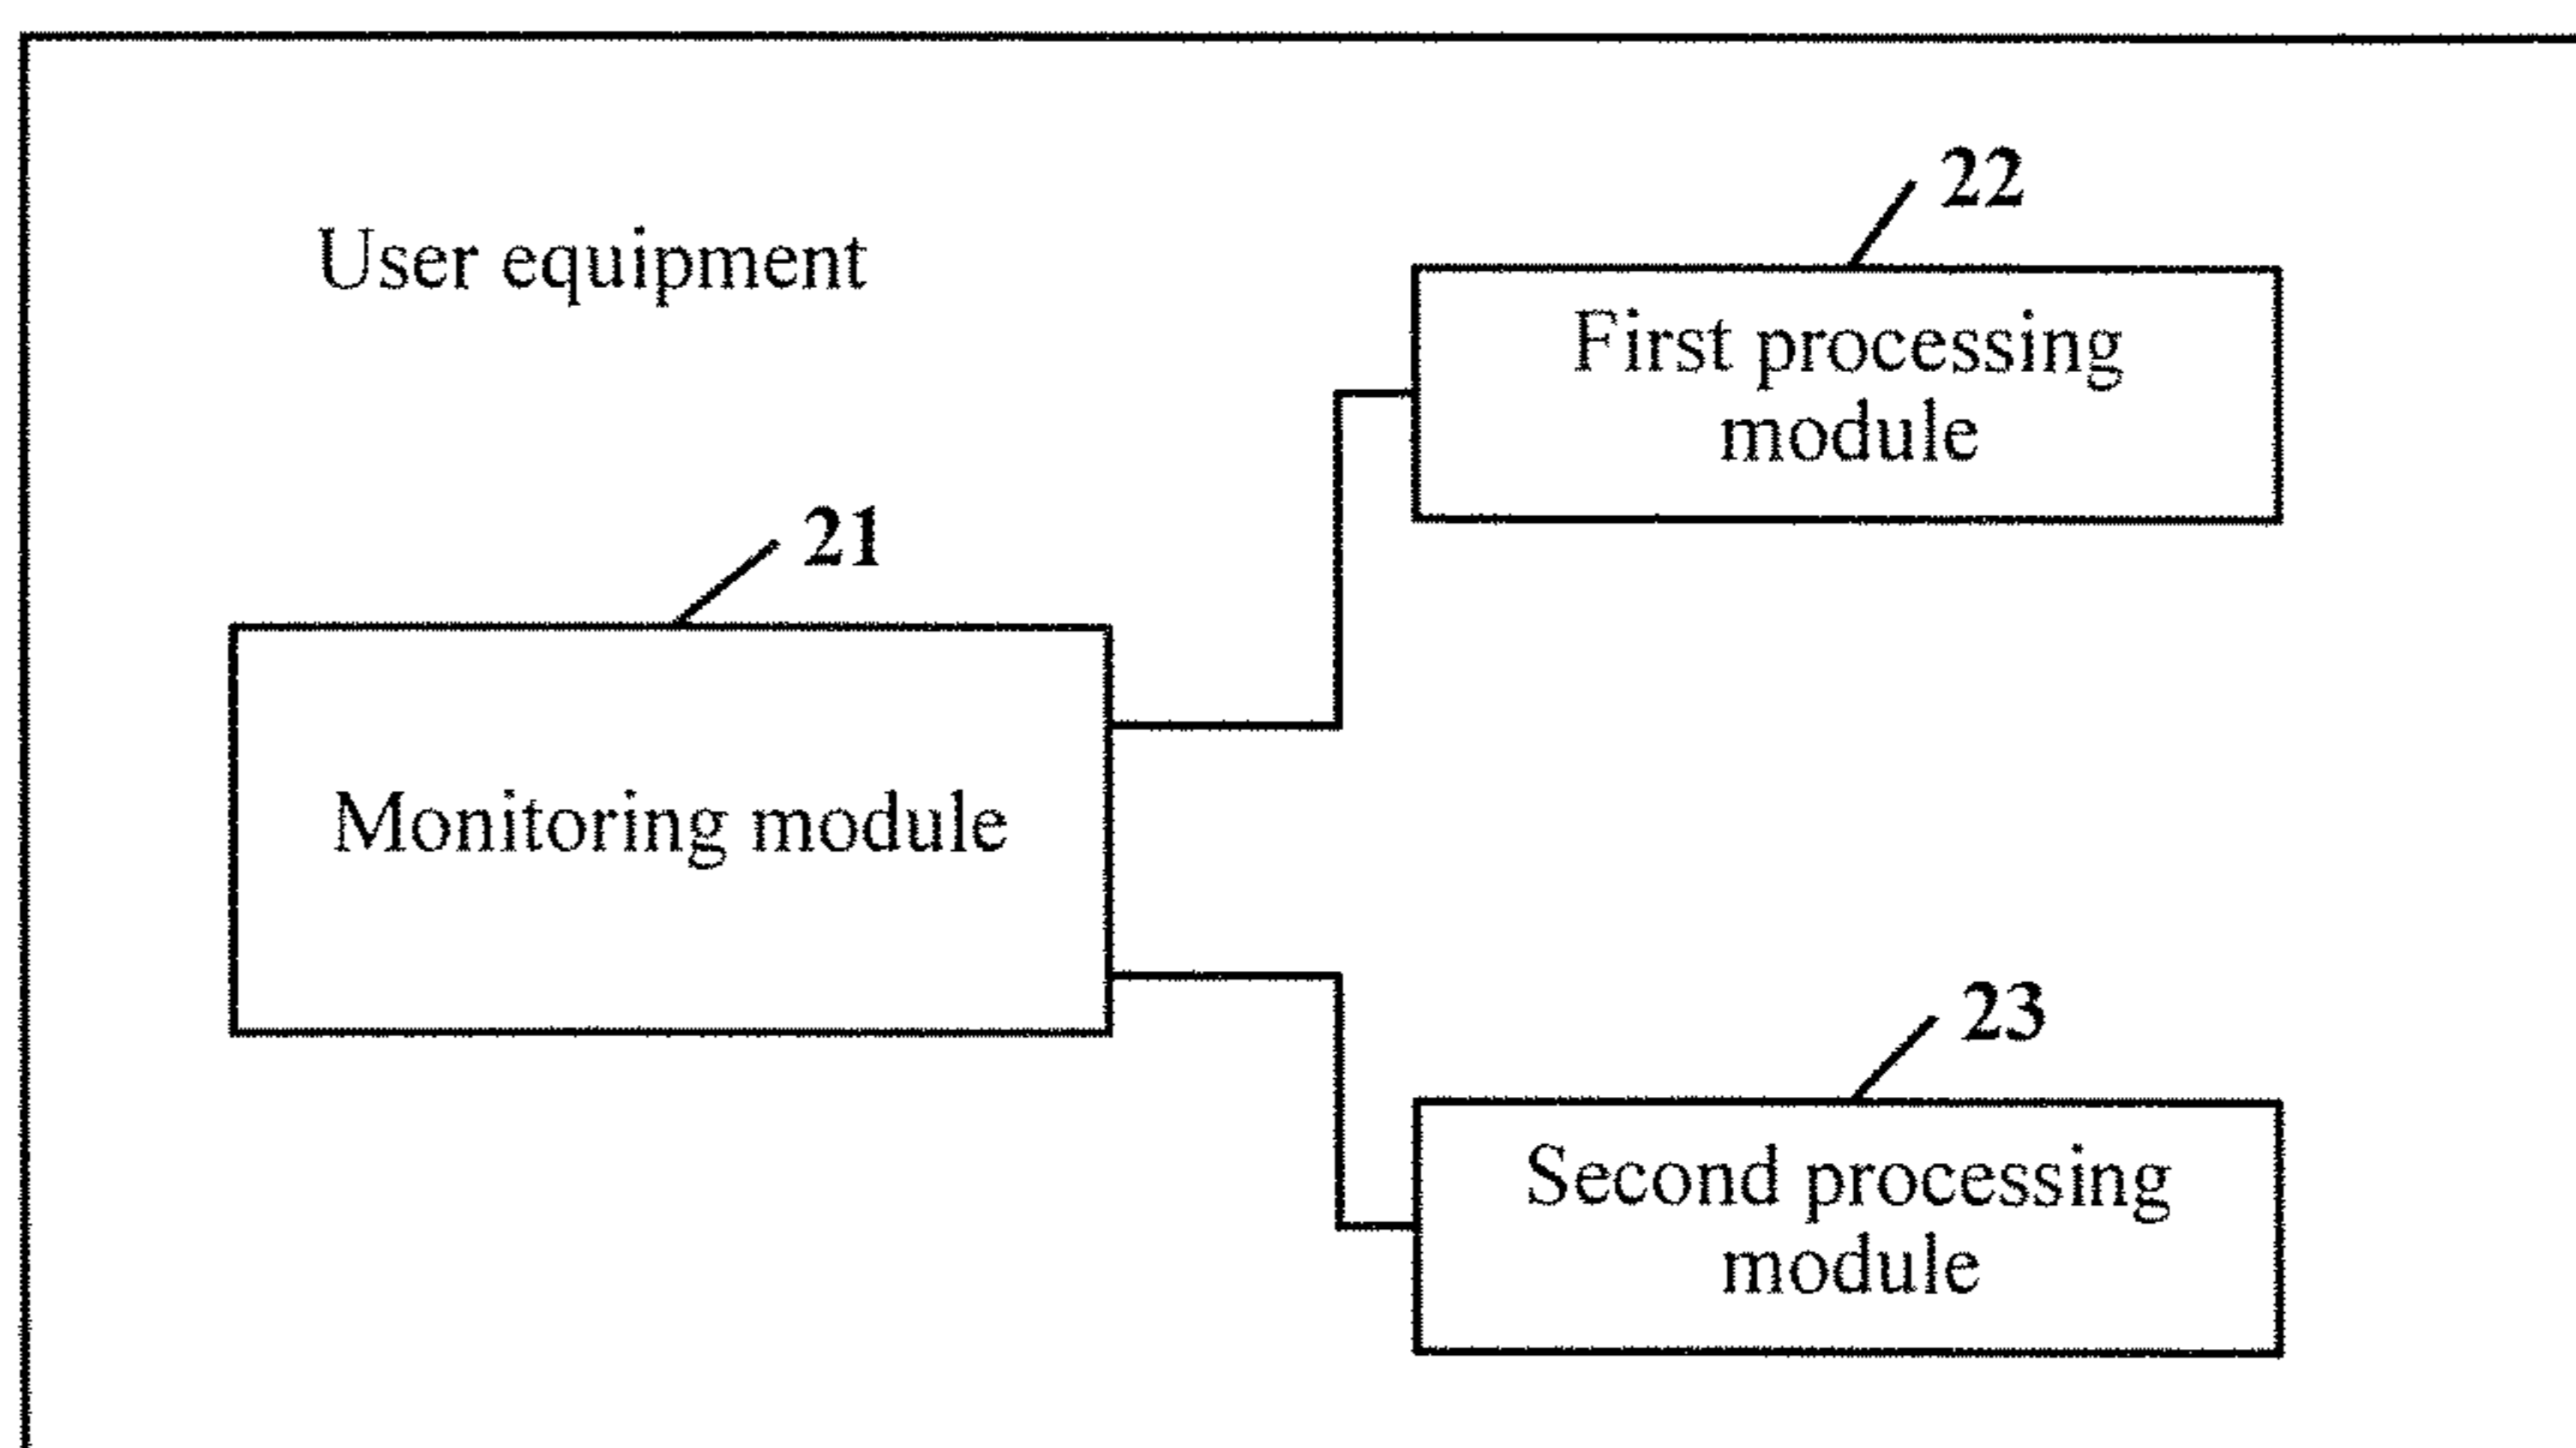 User equipment
22
First processing
module
21
Monitoring module
23
Second processing
module